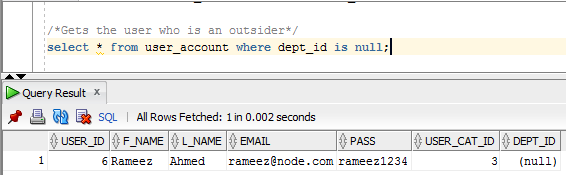 /*Gets the user who is an outsider*/
select * from user_account where dept_id is null;
Query Result x
SQL | All Rows Fetched: 1 in 0.002 seconds
USER_ID F_NAME L_NAME EMAIL PASS USER_CAT_ID DEPT_ID
1 6 Rameez Ahmed rameez@node.com rameez1234 3 (null)